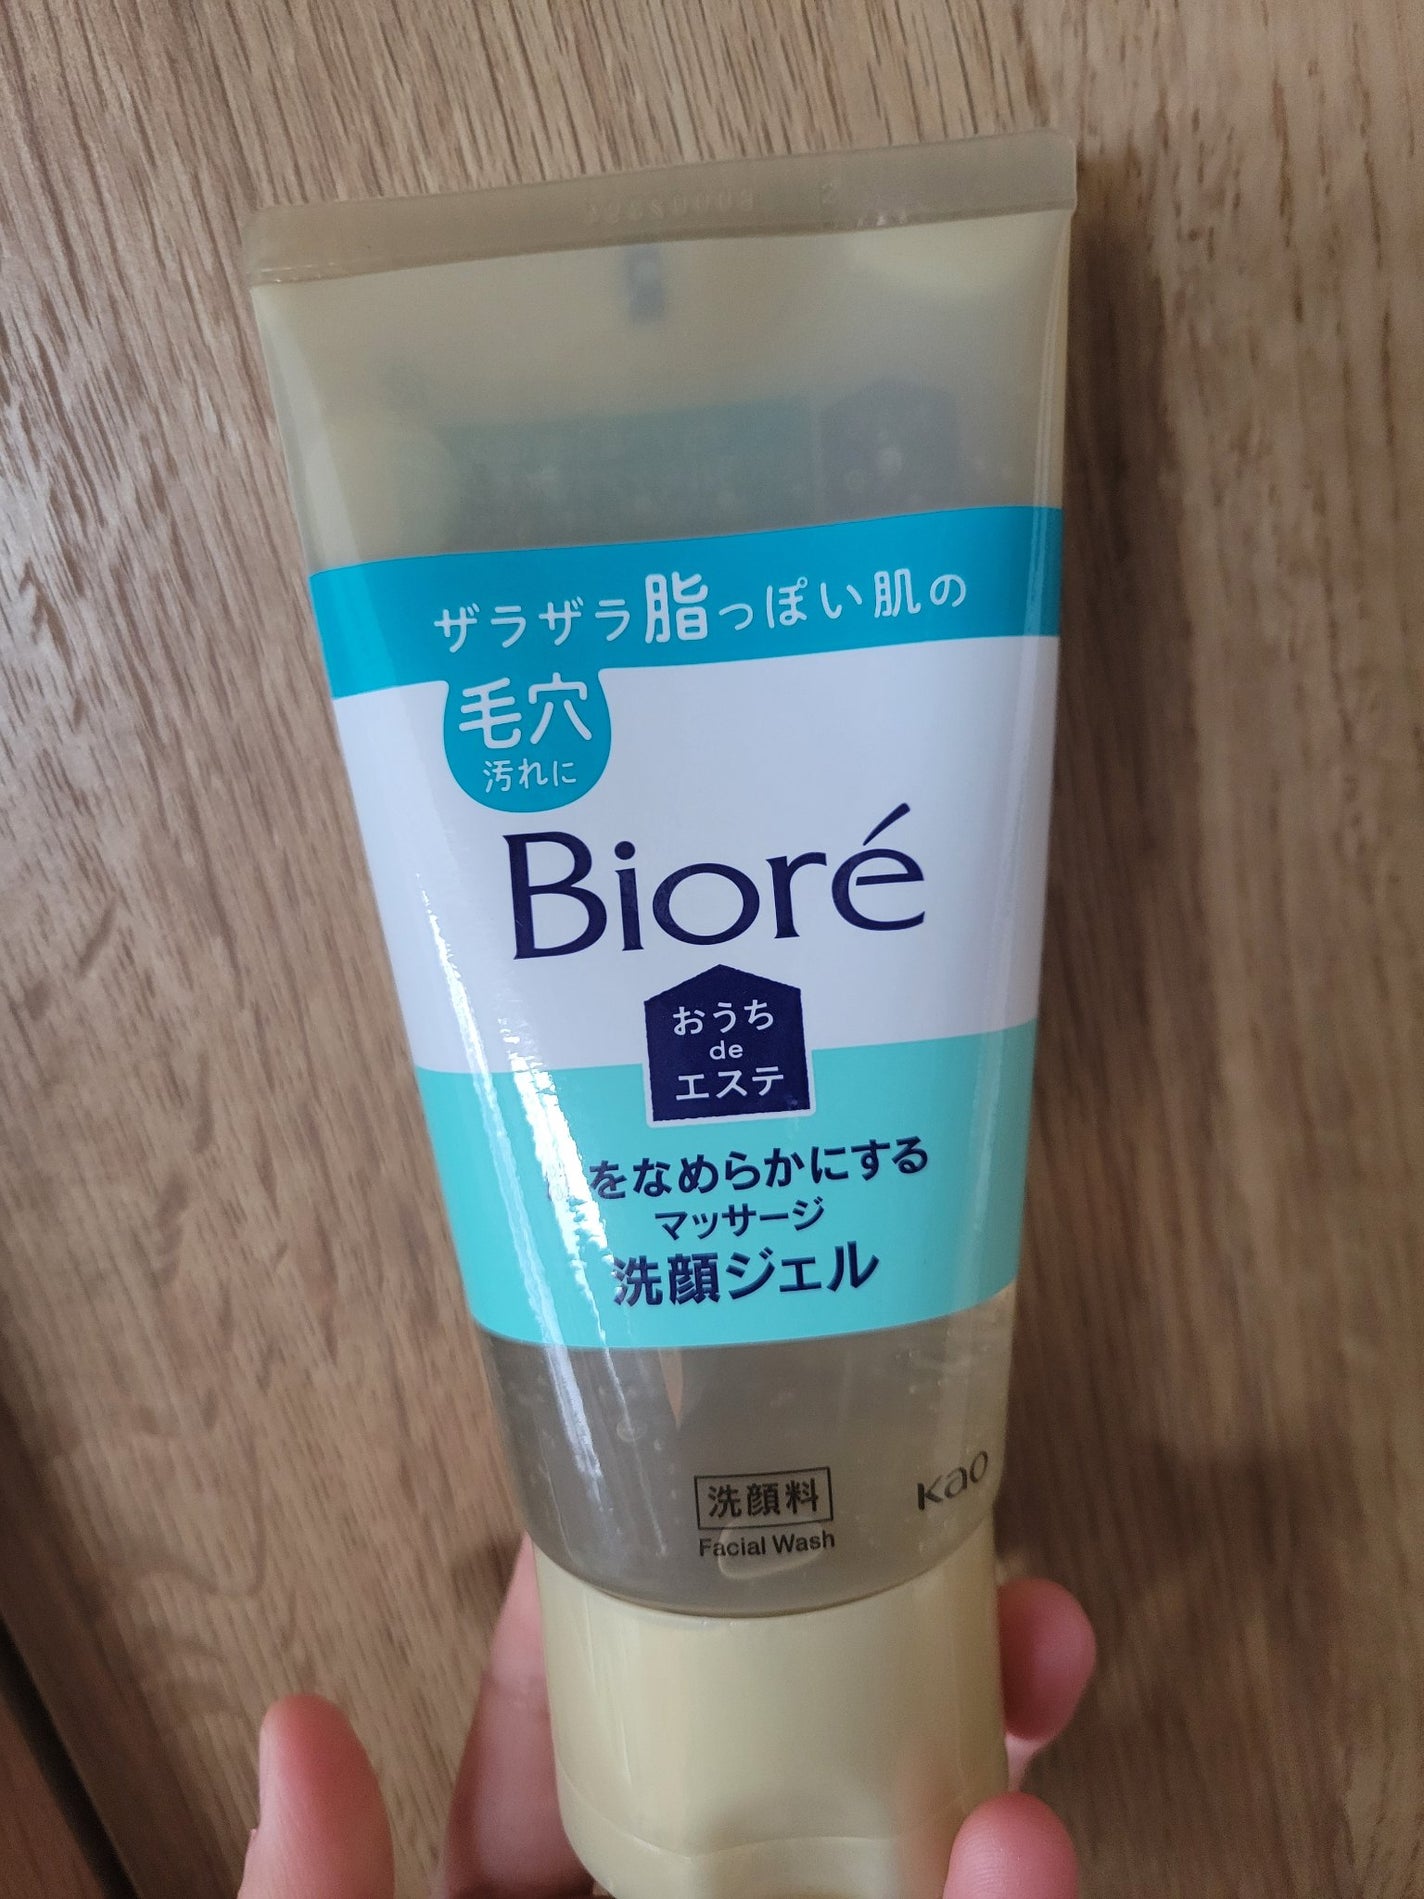 ザラザラ脂っぽい肌の
毛穴
汚れに
Bioré
おうち
de
エステ
をなめらかにする
マッサージ
洗顔ジェル
洗顔料
Facial Wash
Kao